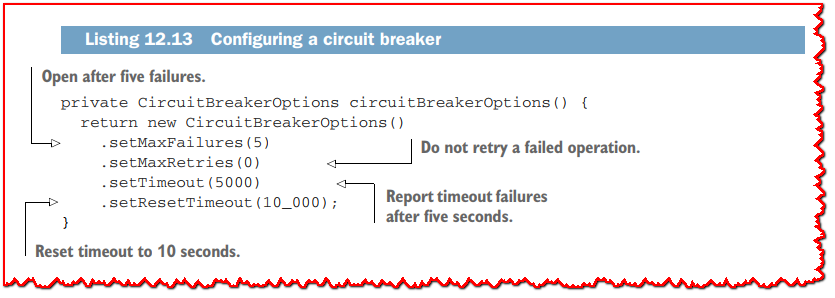 Listing 12.13 Configuring a circuit breaker
Open after five failures.
private CircuitBreakerOptions circuitBreakerOptions() {
return new CircuitBreakerOptions()
.setMaxFailures(5)
.setMaxRetries(0)
Do not retry a failed operation.
.setTimeout(5000)
Report timeout failures
after five seconds.
.setResetTimeout(10_000);
}
Reset timeout to 10 seconds.